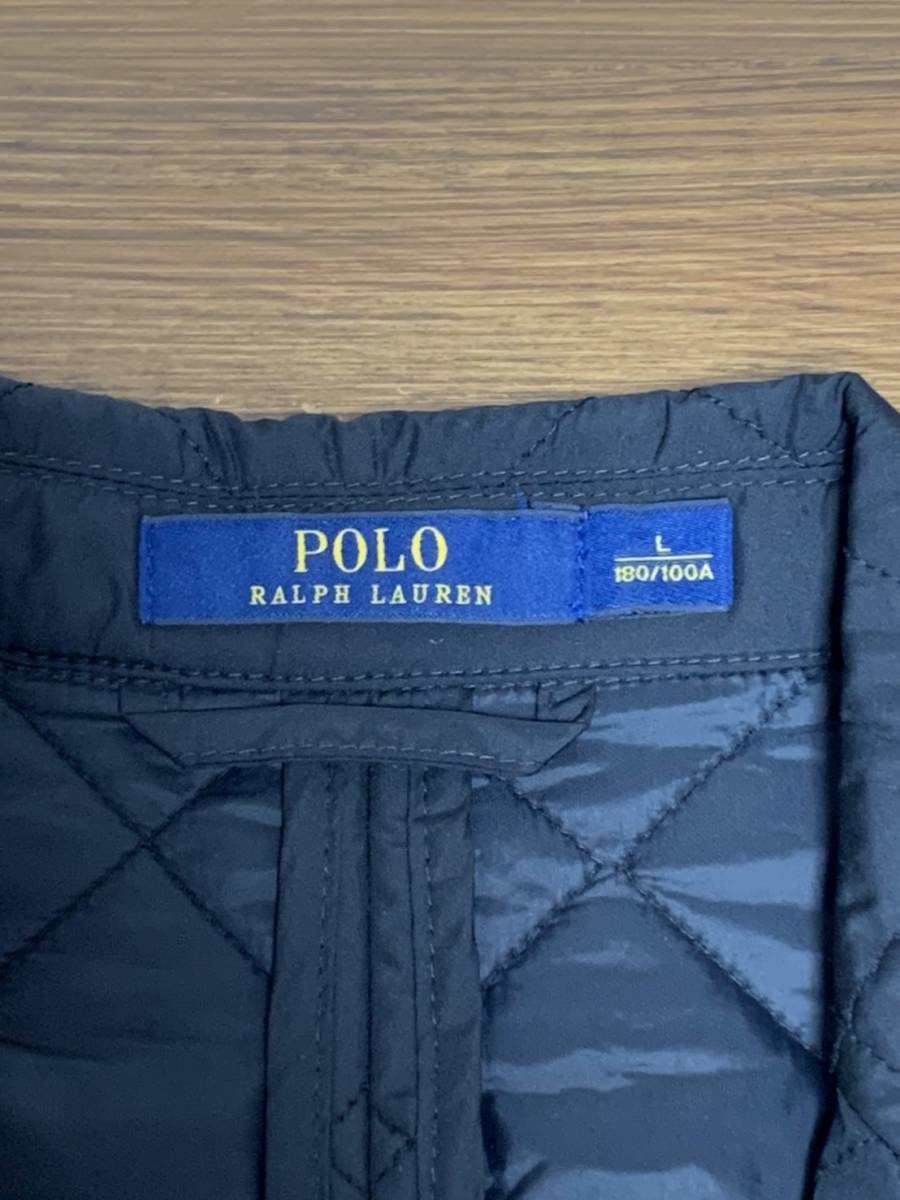 POLO
RALPH LAUREN
L
180/100A